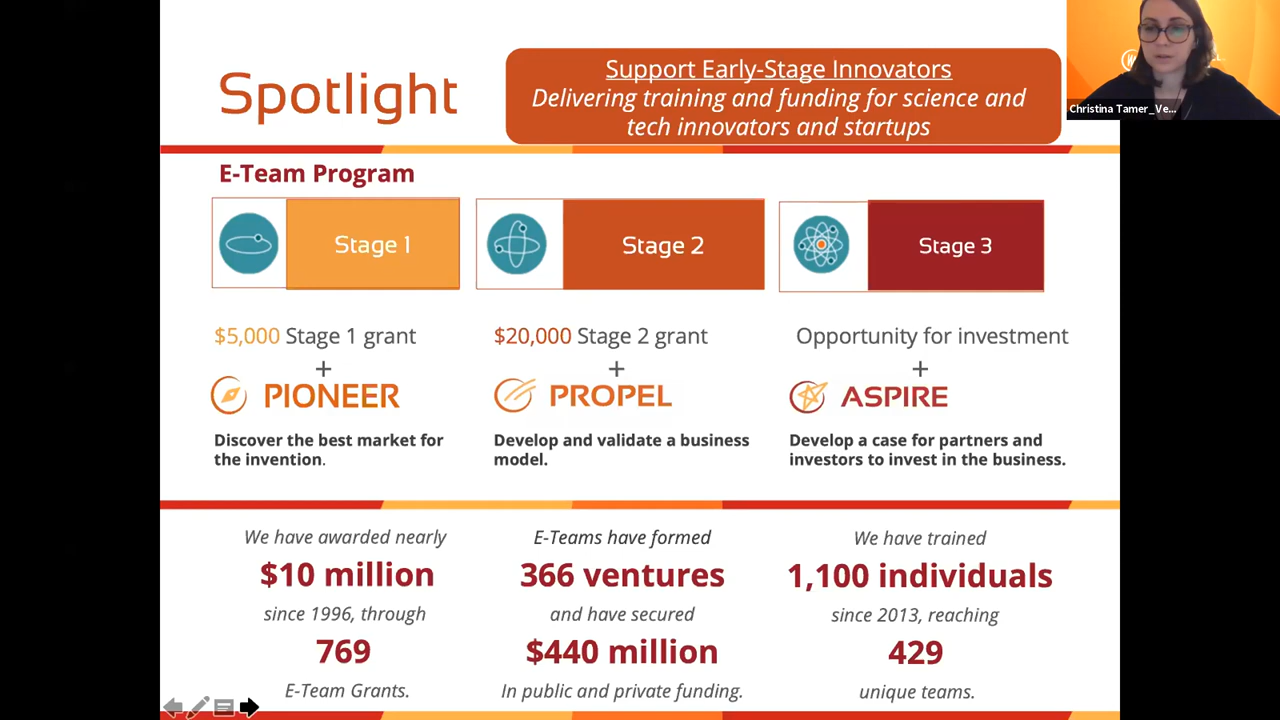 Spotlight
Support Early-Stage Innovators
Delivering training and funding for science and
tech innovators and startups
Christina Tamer_Ve...
E-Team Program
Stage 1
Stage 2
Stage 3
$5,000 Stage 1 grant
+
PIONEER
Discover the best market for
the invention.
$20,000 Stage 2 grant
+
PROPEL
Develop and validate a business
model.
Opportunity for investment
+
ASPIRE
Develop a case for partners and
investors to invest in the business.
We have awarded nearly
$10 million
since 1996, through
769
E-Team Grants.
E-Teams have formed
366 ventures
and have secured
$440 million
In public and private funding.
We have trained
1,100 individuals
since 2013, reaching
429
unique teams.